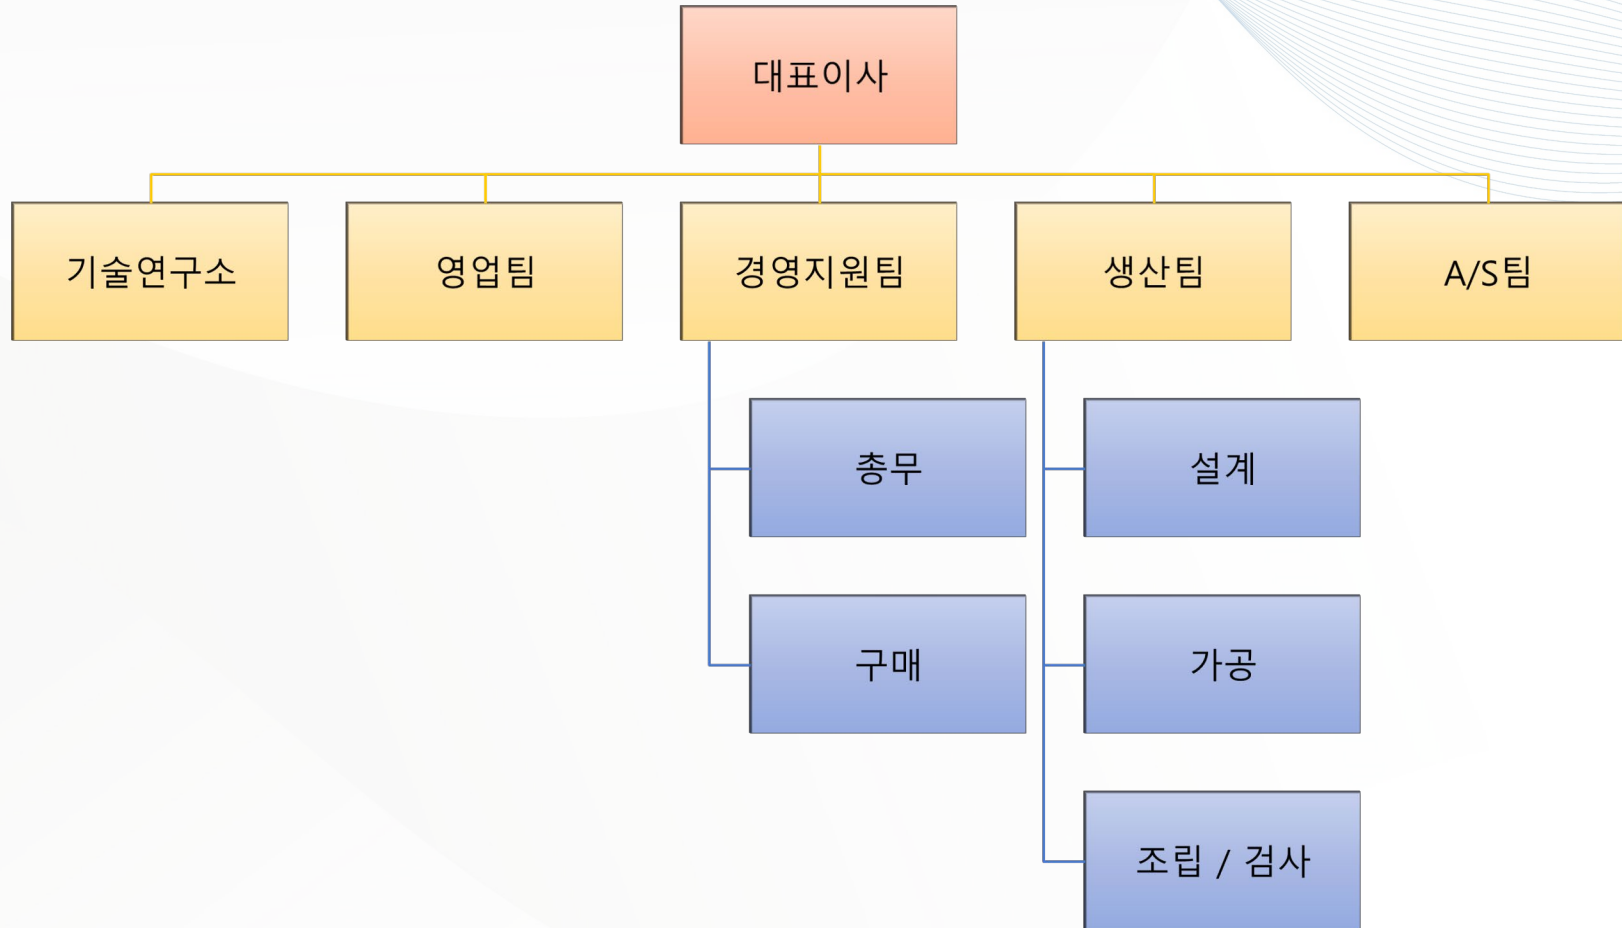 대표이사
기술연구소
영업팀
경영지원팀
생산팀
A/S팀
총무
설계
구매
가공
조립 / 검사